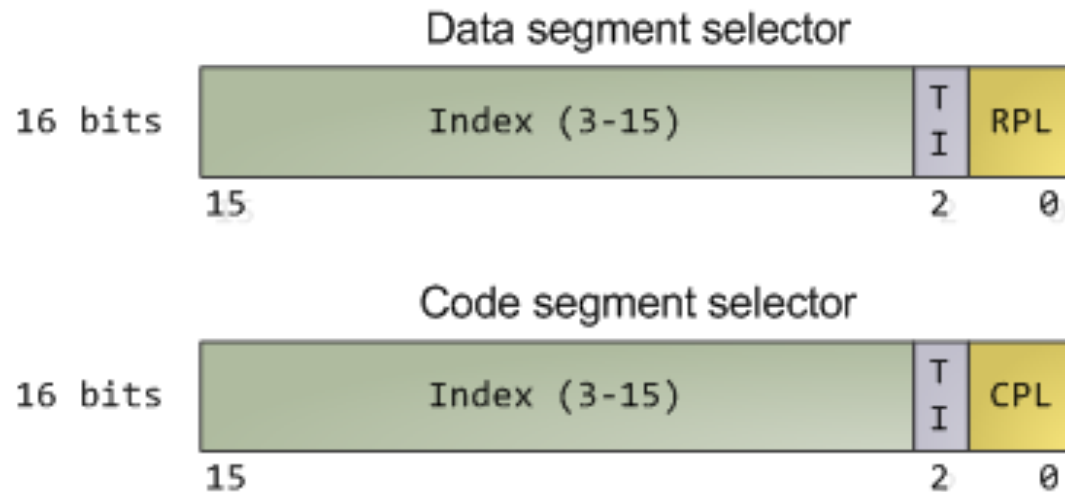 Data segment selector
16 bits
Index (3-15)
T
I
RPL
15
2
0
Code segment selector
16 bits
Index (3-15)
T
I
CPL
15
2
0